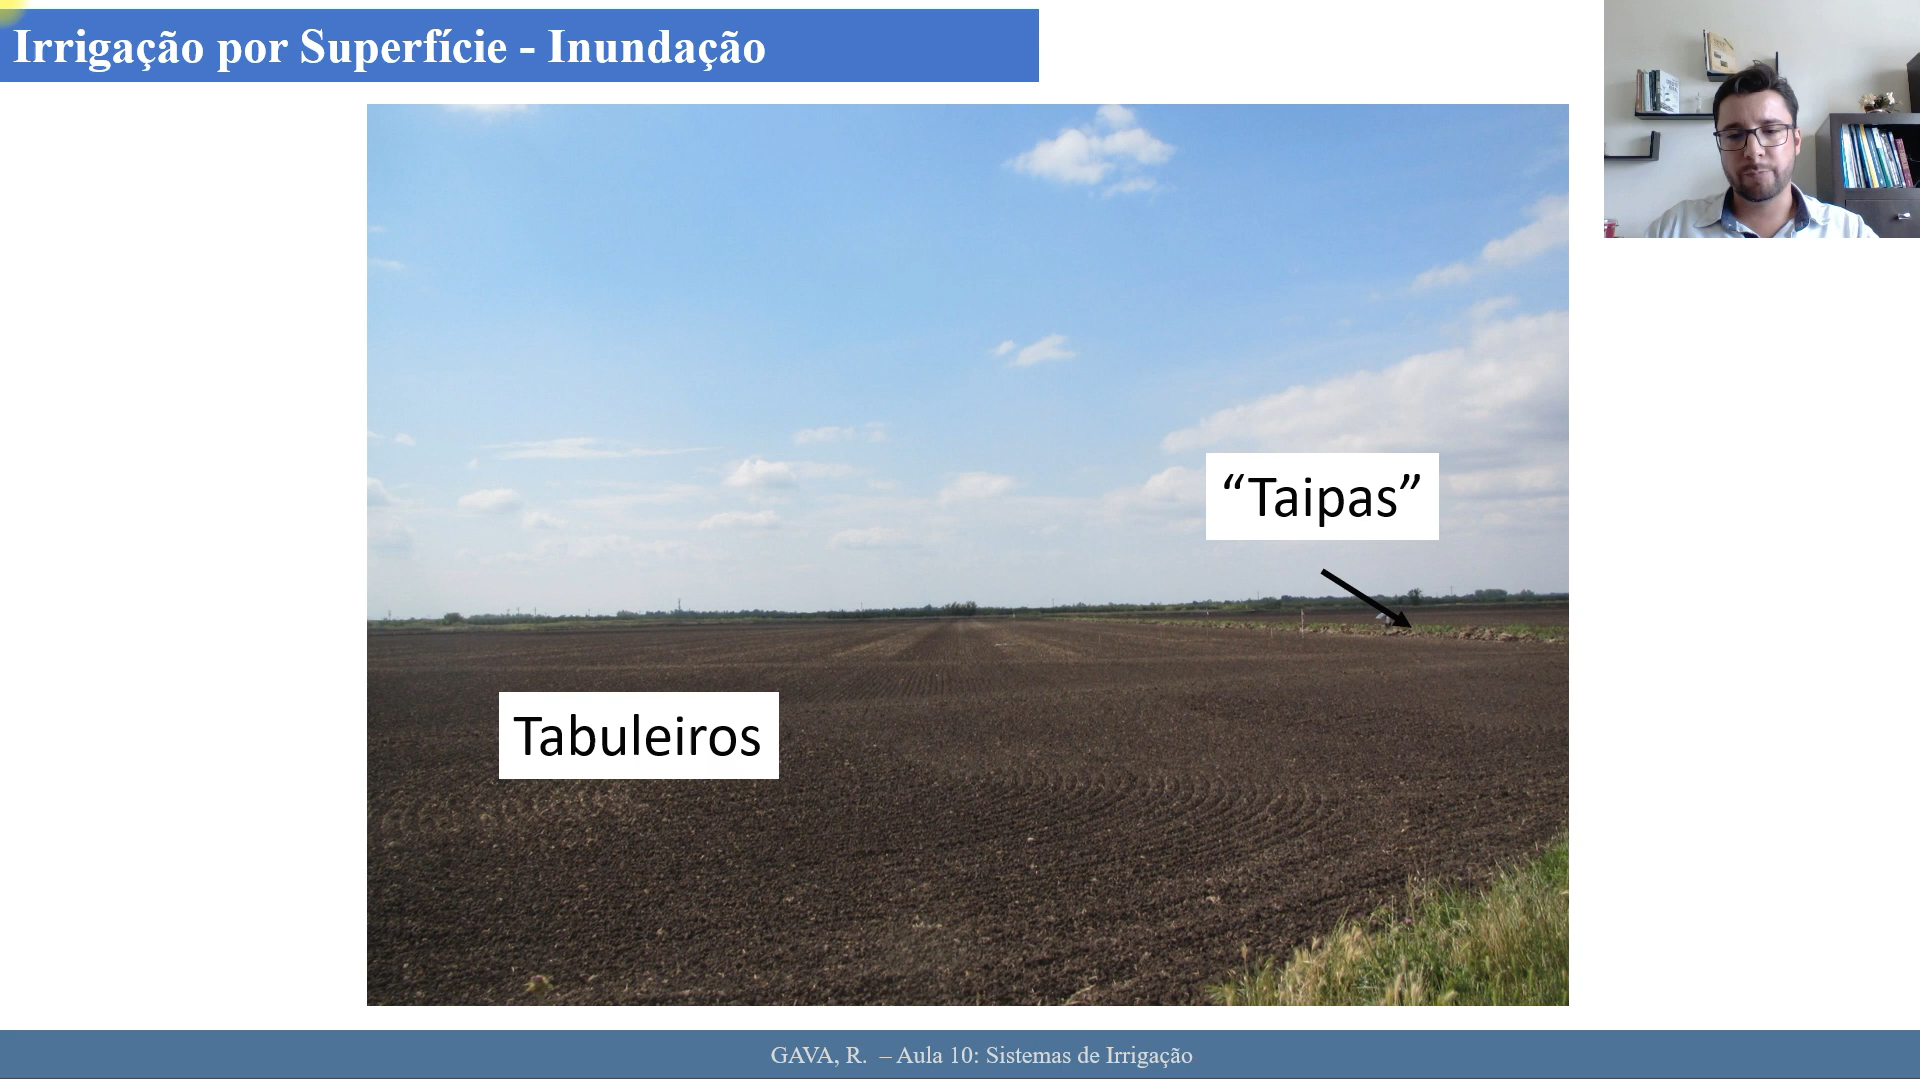 Irrigação por Superfície - Inundação
“Taipas”
Tabuleiros
GAVA, R. – Aula 10: Sistemas de Irrigação